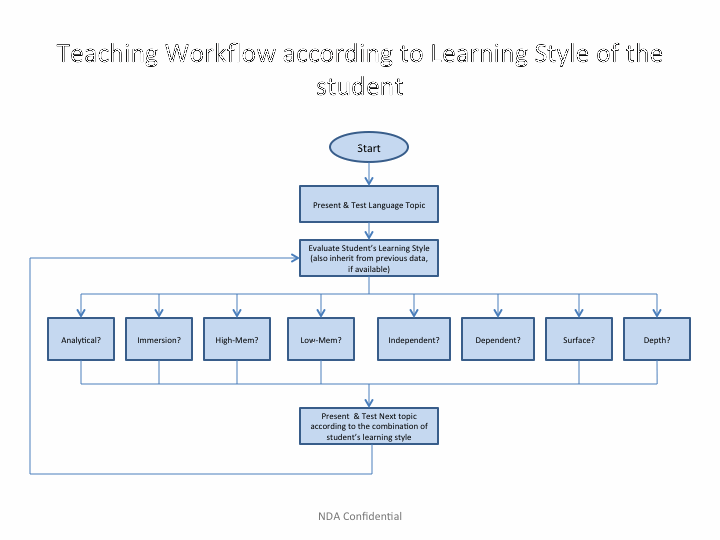 Teaching Workflow according to Learning Style of the
student
Start
Present & Test Language Topic
Evaluate Student's Learning Style
(also inherit from previous data,
if available)
Analytical?
Immersion?
High-Mem?
Low-Mem?
Independent?
Dependent?
Surface?
Depth?
Present & Test Next topic
according to the combination of
student's learning style
NDA Confidential